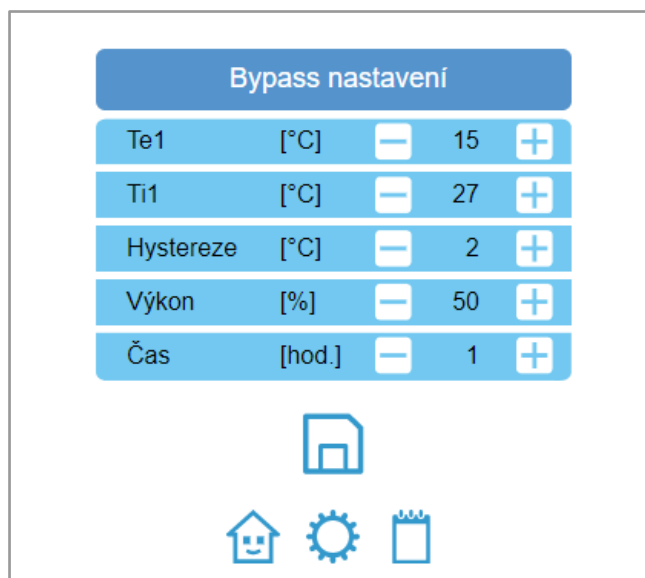 Bypass nastavení
Te1 [°C] 15
Ti1 [°C] 27
Hystereze [°C] 2
Výkon [%] 50
Čas [hod.] 1